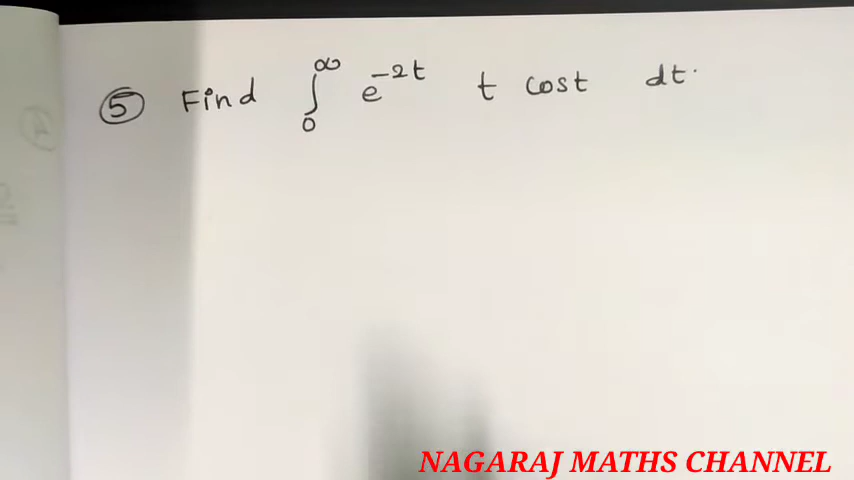 ⑤ Find ∫₀^∞ e^{-2t} t cost dt.
NAGARAJ MATHS CHANNEL